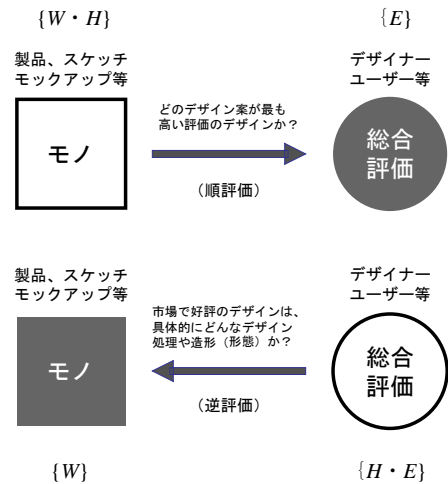 {W・H}
{E}
製品、スケッチ
モックアップ等
デザイナー
ユーザー等
モノ
どのデザイン案が最も
高い評価のデザインか？
（順評価）
総合
評価
製品、スケッチ
モックアップ等
デザイナー
ユーザー等
モノ
市場で好評のデザインは、
具体的にどんなデザイン
処理や造形（形態）か？
（逆評価）
総合
評価
{W}
{H・E}